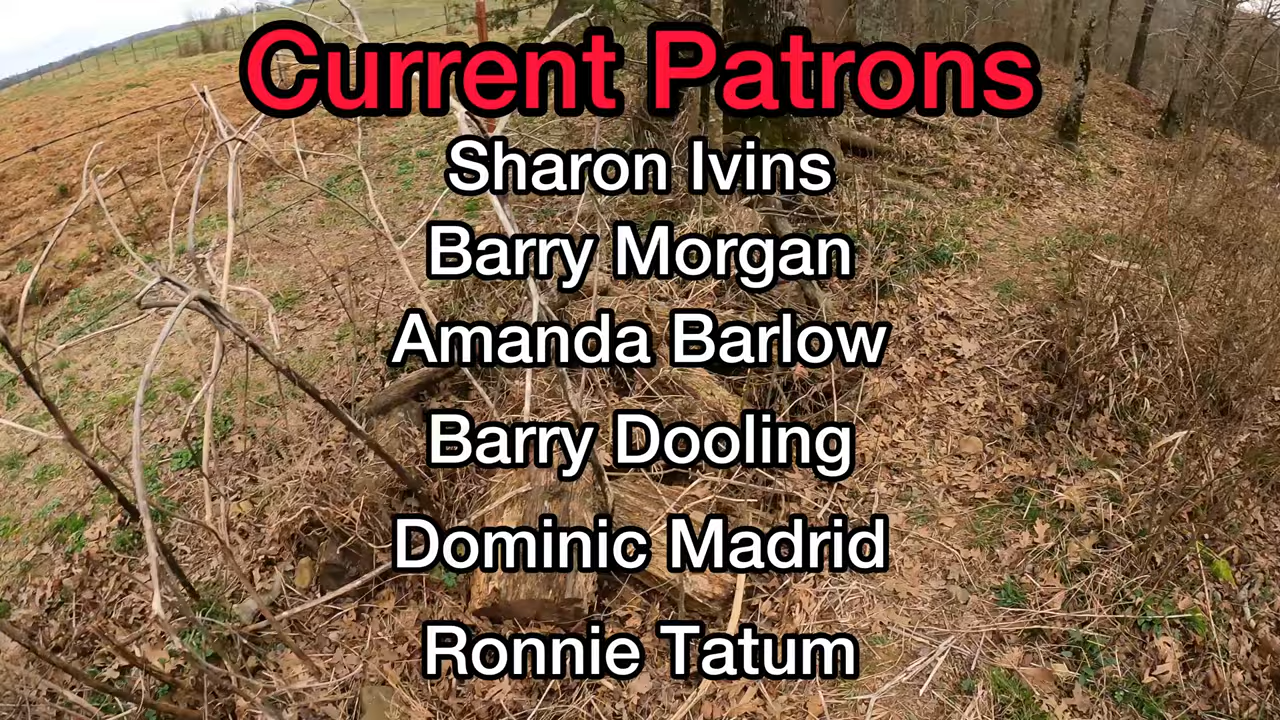 Current Patrons
Sharon Ivins
Barry Morgan
Amanda Barlow
Barry Dooling
Dominic Madrid
Ronnie Tatum